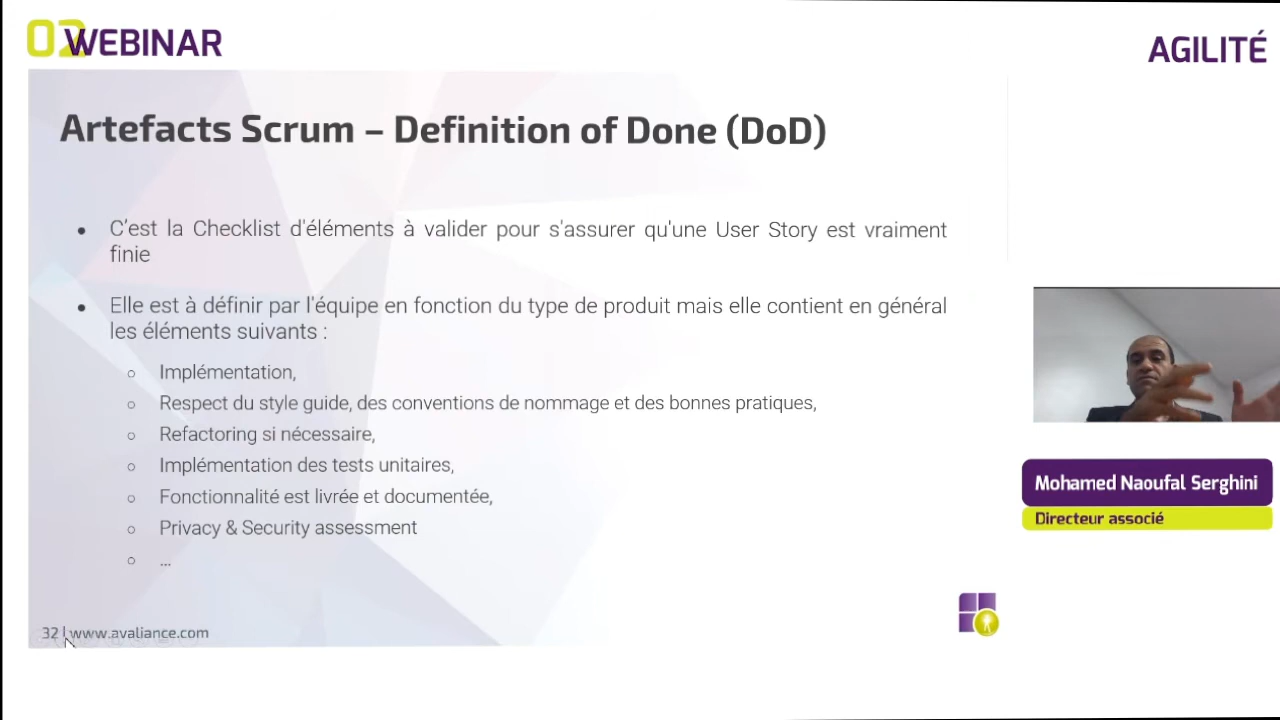 02 WEBINAR
AGILITÉ
Artefacts Scrum – Definition of Done (DoD)
• C'est la Checklist d'éléments à valider pour s'assurer qu'une User Story est vraiment
finie
• Elle est à définir par l'équipe en fonction du type de produit mais elle contient en général
les éléments suivants :
○ Implémentation,
○ Respect du style guide, des conventions de nommage et des bonnes pratiques,
○ Refactoring si nécessaire,
○ Implémentation des tests unitaires,
○ Fonctionnalité est livrée et documentée,
○ Privacy & Security assessment
○ ...
Mohamed Naoufal Serghini
Directeur associé
32 | www.avaliance.com